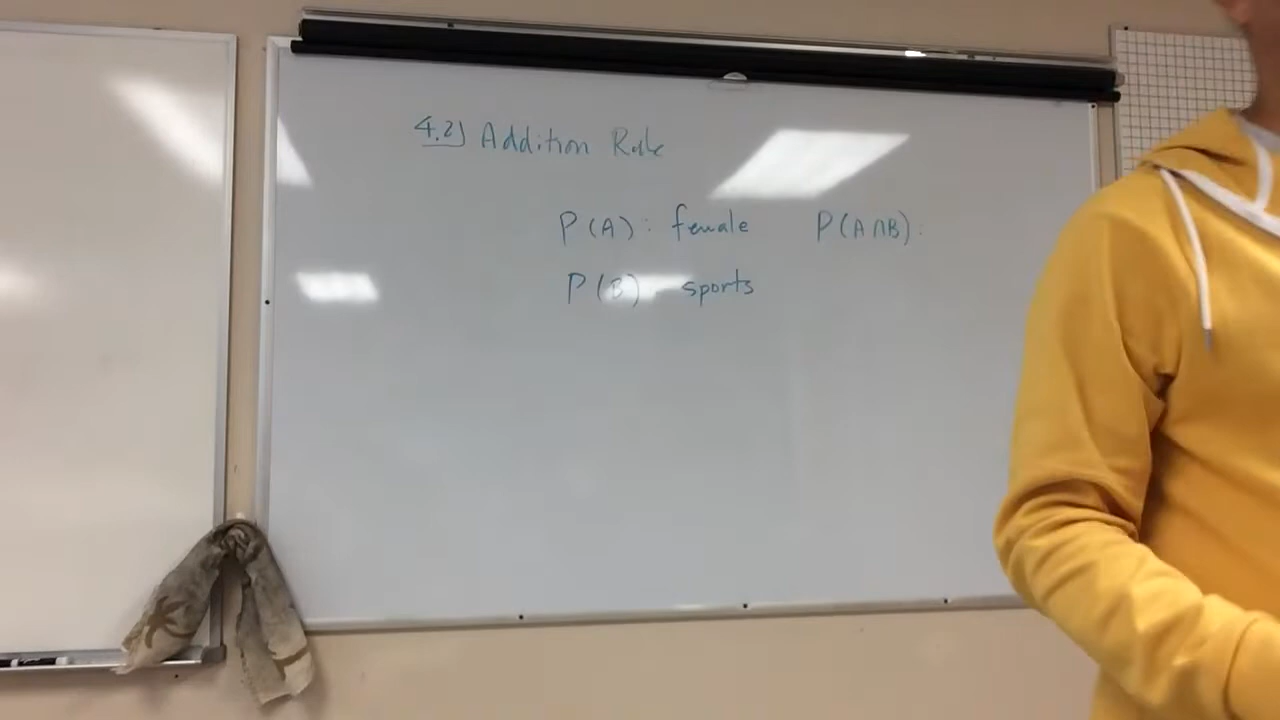 4.2) Addition Rule
P(A): female P(A∩B):
P(B) sports